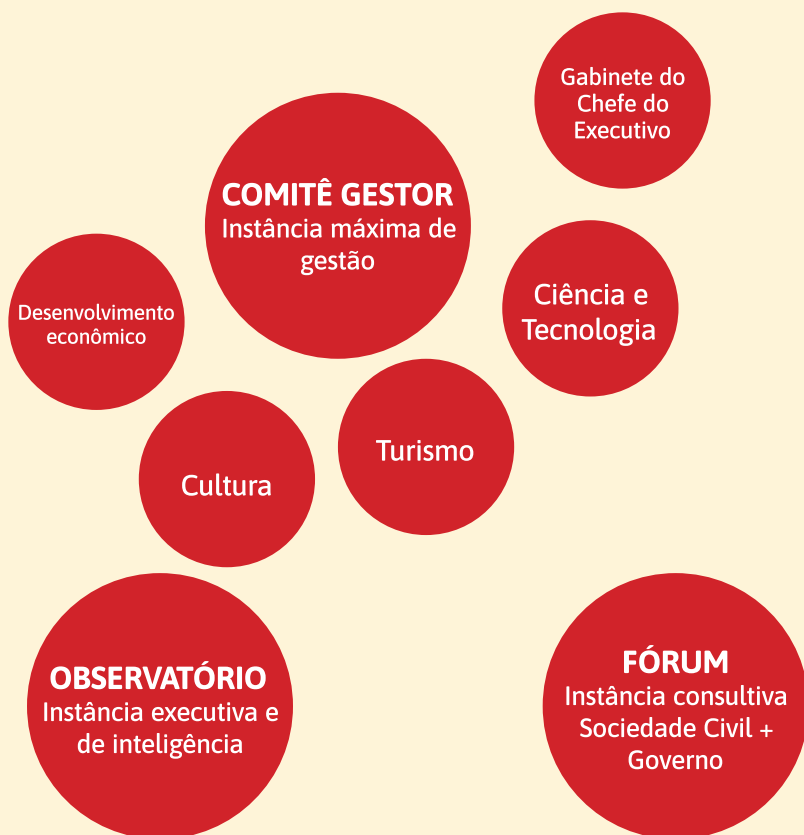 Gabinete do
Chefe do
Executivo
COMITÊ GESTOR
Instância máxima de
gestão
Ciência e
Tecnologia
Desenvolvimento
econômico
Turismo
Cultura
OBSERVATÓRIO
Instância executiva e
de inteligência
FÓRUM
Instância consultiva
Sociedade Civil +
Governo